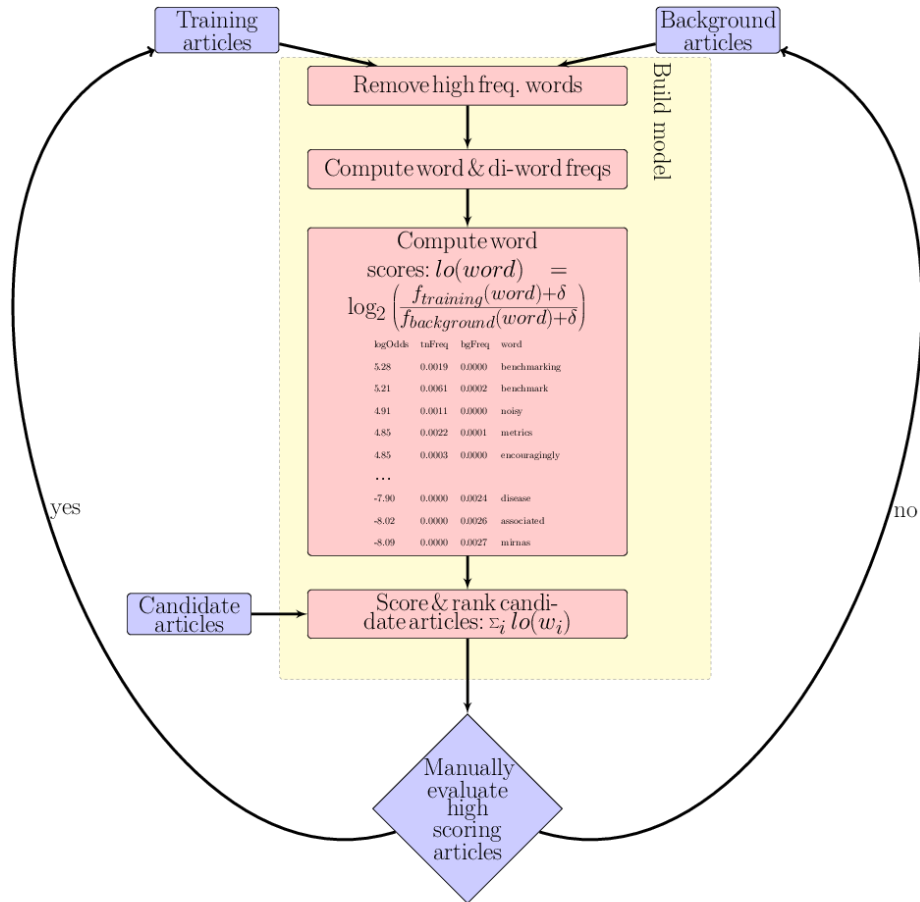 Training
articles
Background
articles
Build model
Remove high freq. words
Compute word & di-word freqs
Compute word
scores: lo(word) =
log₂ (f_training(word)+δ / f_background(word)+δ)
logOdds tnFreq bgFreq word
5.28 0.0019 0.0000 benchmarking
5.21 0.0061 0.0002 benchmark
4.91 0.0011 0.0000 noisy
4.85 0.0022 0.0001 metrics
4.85 0.0003 0.0000 encouragingly
...
-7.90 0.0000 0.0024 disease
-8.02 0.0000 0.0026 associated
-8.09 0.0000 0.0027 mirnas
yes
no
Candidate
articles
Score & rank candi-
date articles: Σ_i lo(w_i)
Manually
evaluate
high
scoring
articles